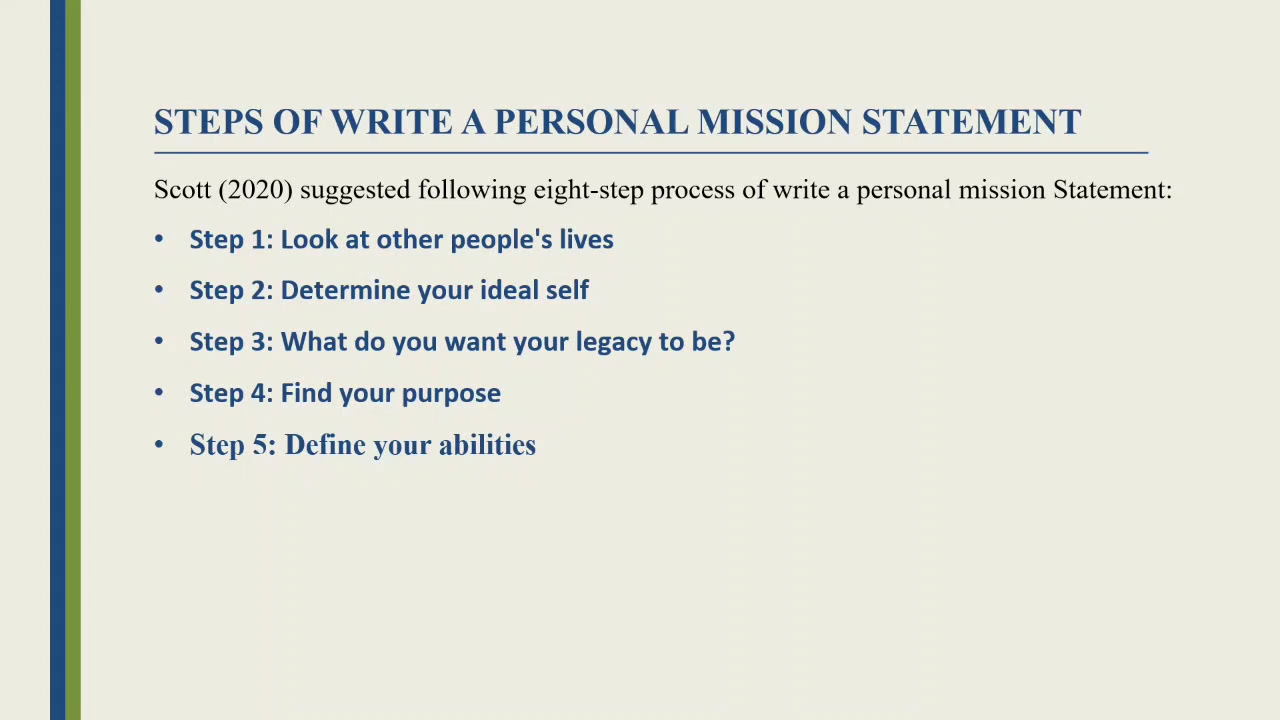 STEPS OF WRITE A PERSONAL MISSION STATEMENT
Scott (2020) suggested following eight-step process of write a personal mission Statement:
• Step 1: Look at other people's lives
• Step 2: Determine your ideal self
• Step 3: What do you want your legacy to be?
• Step 4: Find your purpose
• Step 5: Define your abilities